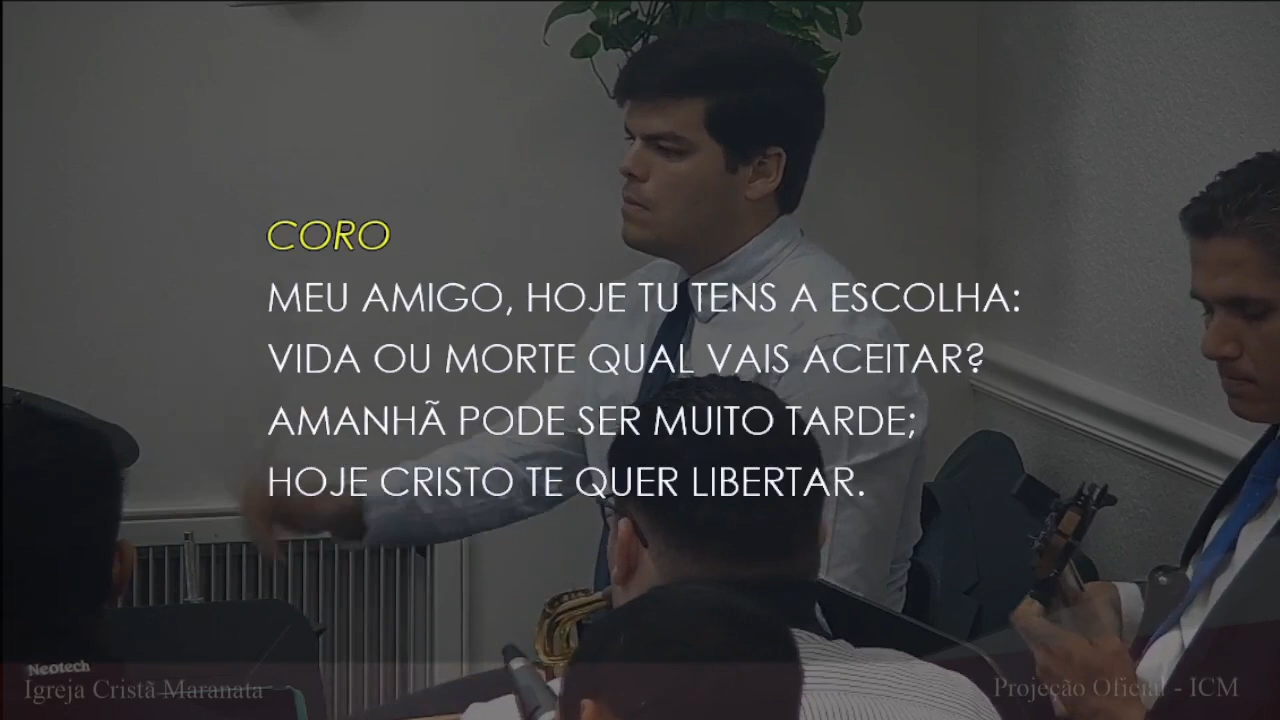 CORO
MEU AMIGO, HOJE TU TENS A ESCOLHA:
VIDA OU MORTE QUAL VAIS ACEITAR?
AMANHÃ PODE SER MUITO TARDE;
HOJE CRISTO TE QUER LIBERTAR.
Neotech
Igreja Cristã Maranata
Projeção Oficial - ICM